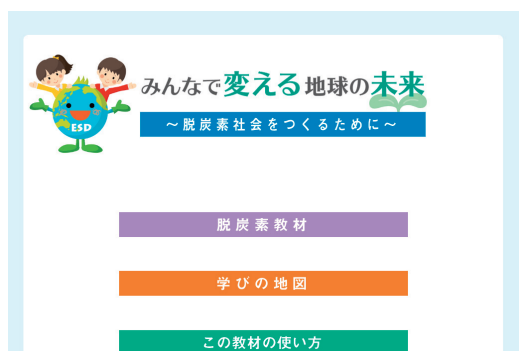 みんなで変える地球の未来
～脱炭素社会をつくるために～
ESD
脱炭素教材
学びの地図
この教材の使い方